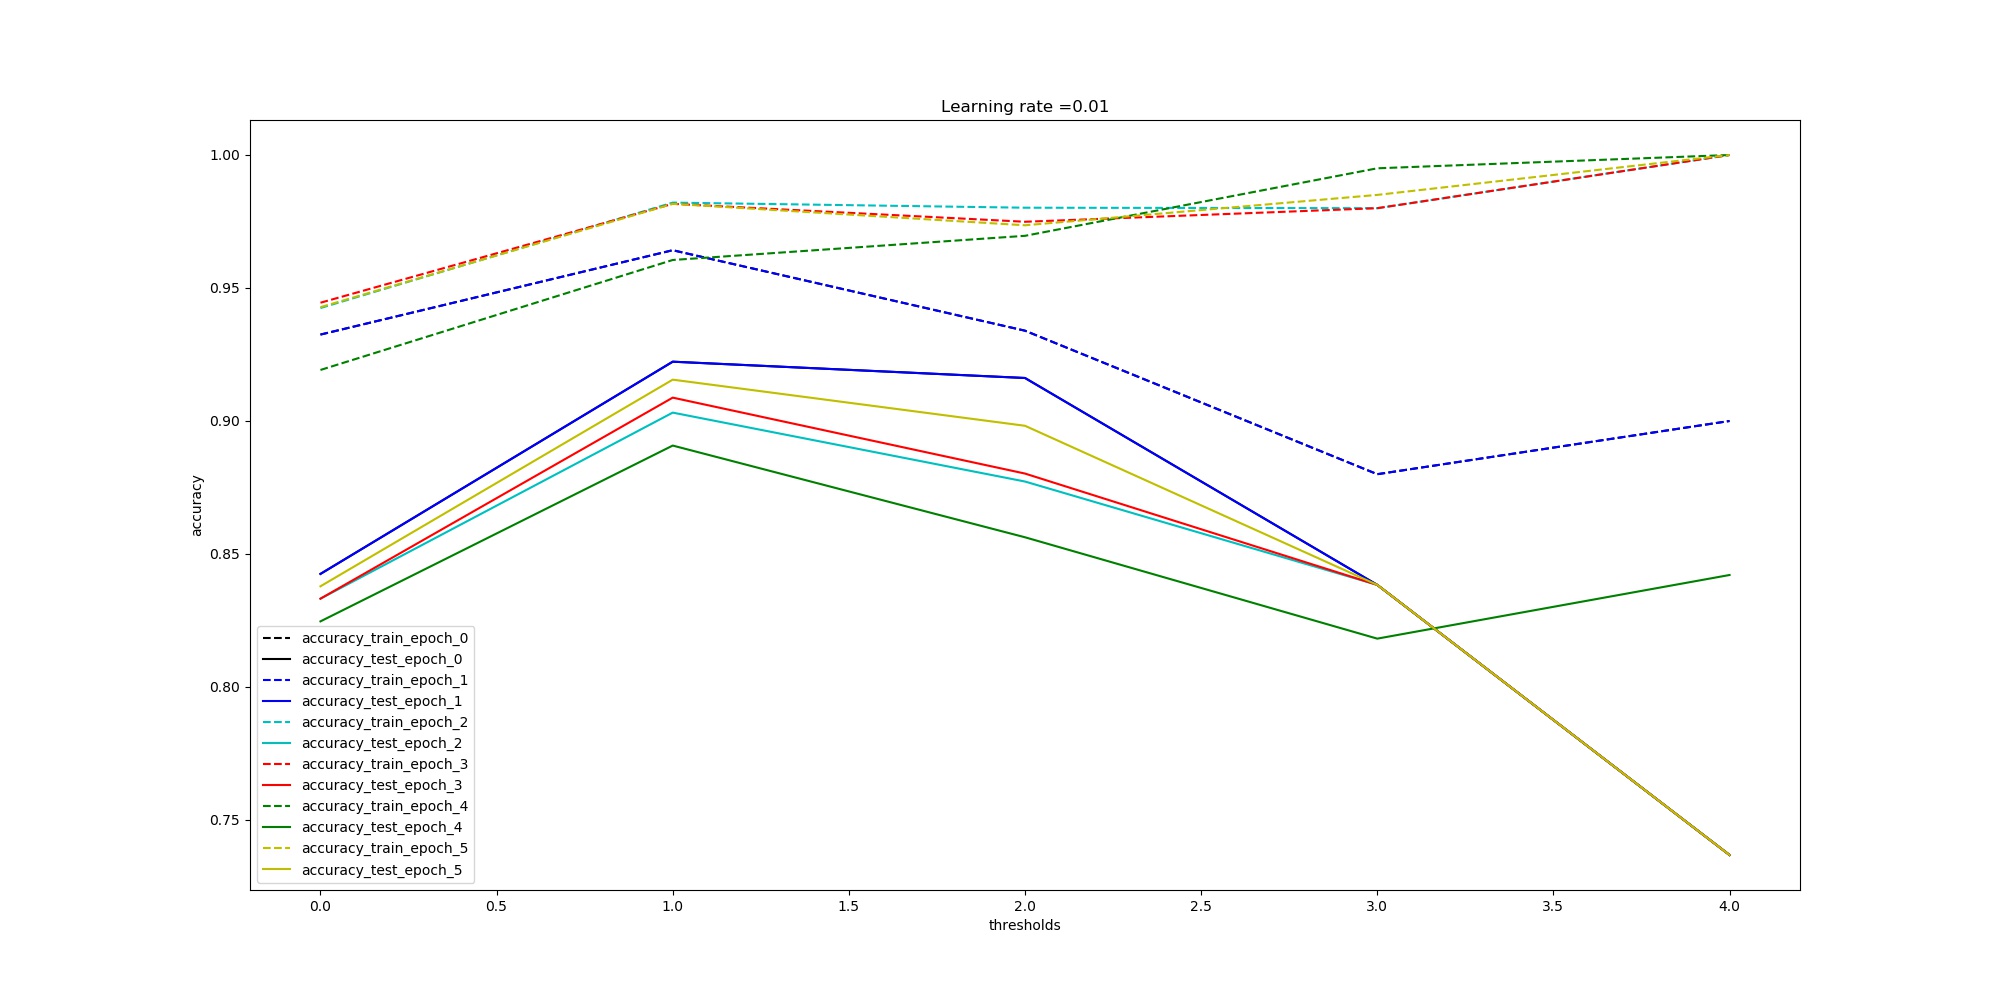 Learning rate =0.01
1.00
0.95
0.90
0.85
0.80
0.75
accuracy
accuracy_train_epoch_0
accuracy_test_epoch_0
accuracy_train_epoch_1
accuracy_test_epoch_1
accuracy_train_epoch_2
accuracy_test_epoch_2
accuracy_train_epoch_3
accuracy_test_epoch_3
accuracy_train_epoch_4
accuracy_test_epoch_4
accuracy_train_epoch_5
accuracy_test_epoch_5
0.0 0.5 1.0 1.5 2.0 2.5 3.0 3.5 4.0
thresholds